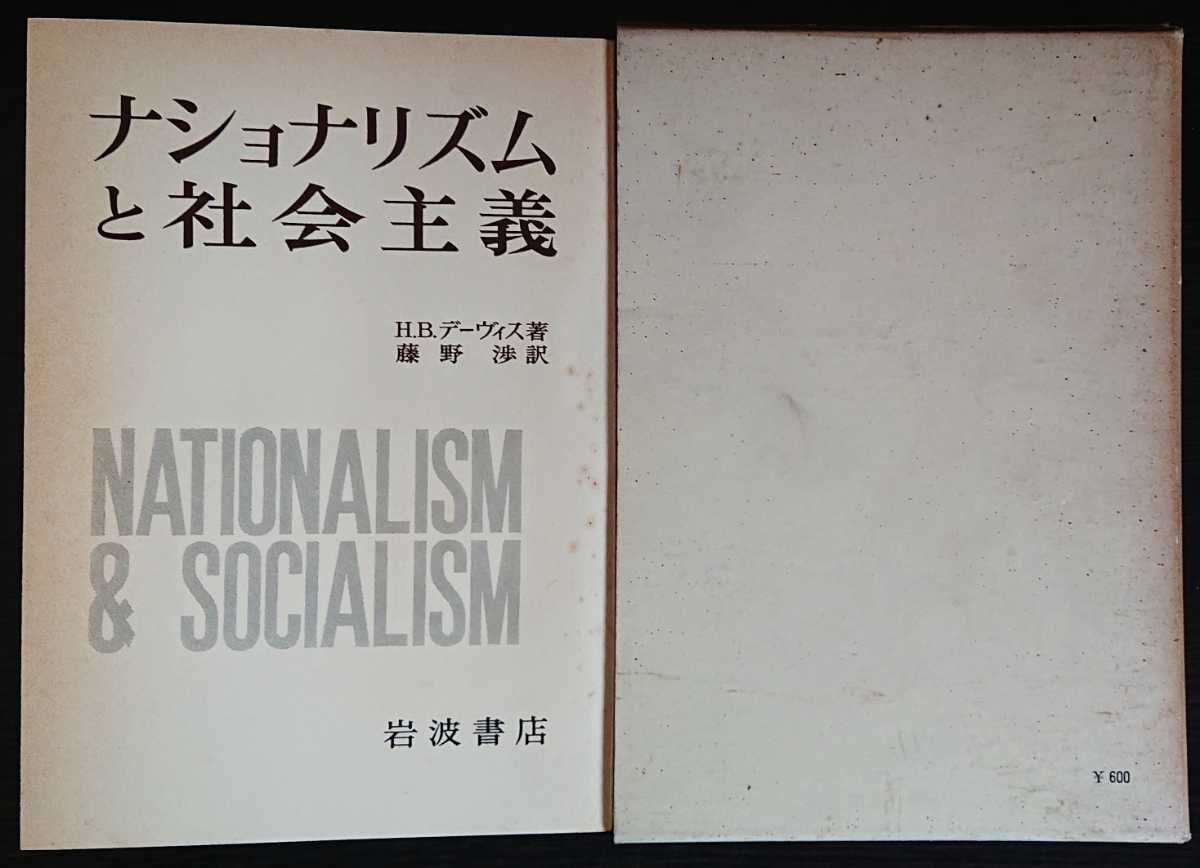 ナショナリズム
と社会主義
H.B.デーヴィス著
藤野 渉訳
NATIONALISM
& SOCIALISM
岩波書店
¥ 600